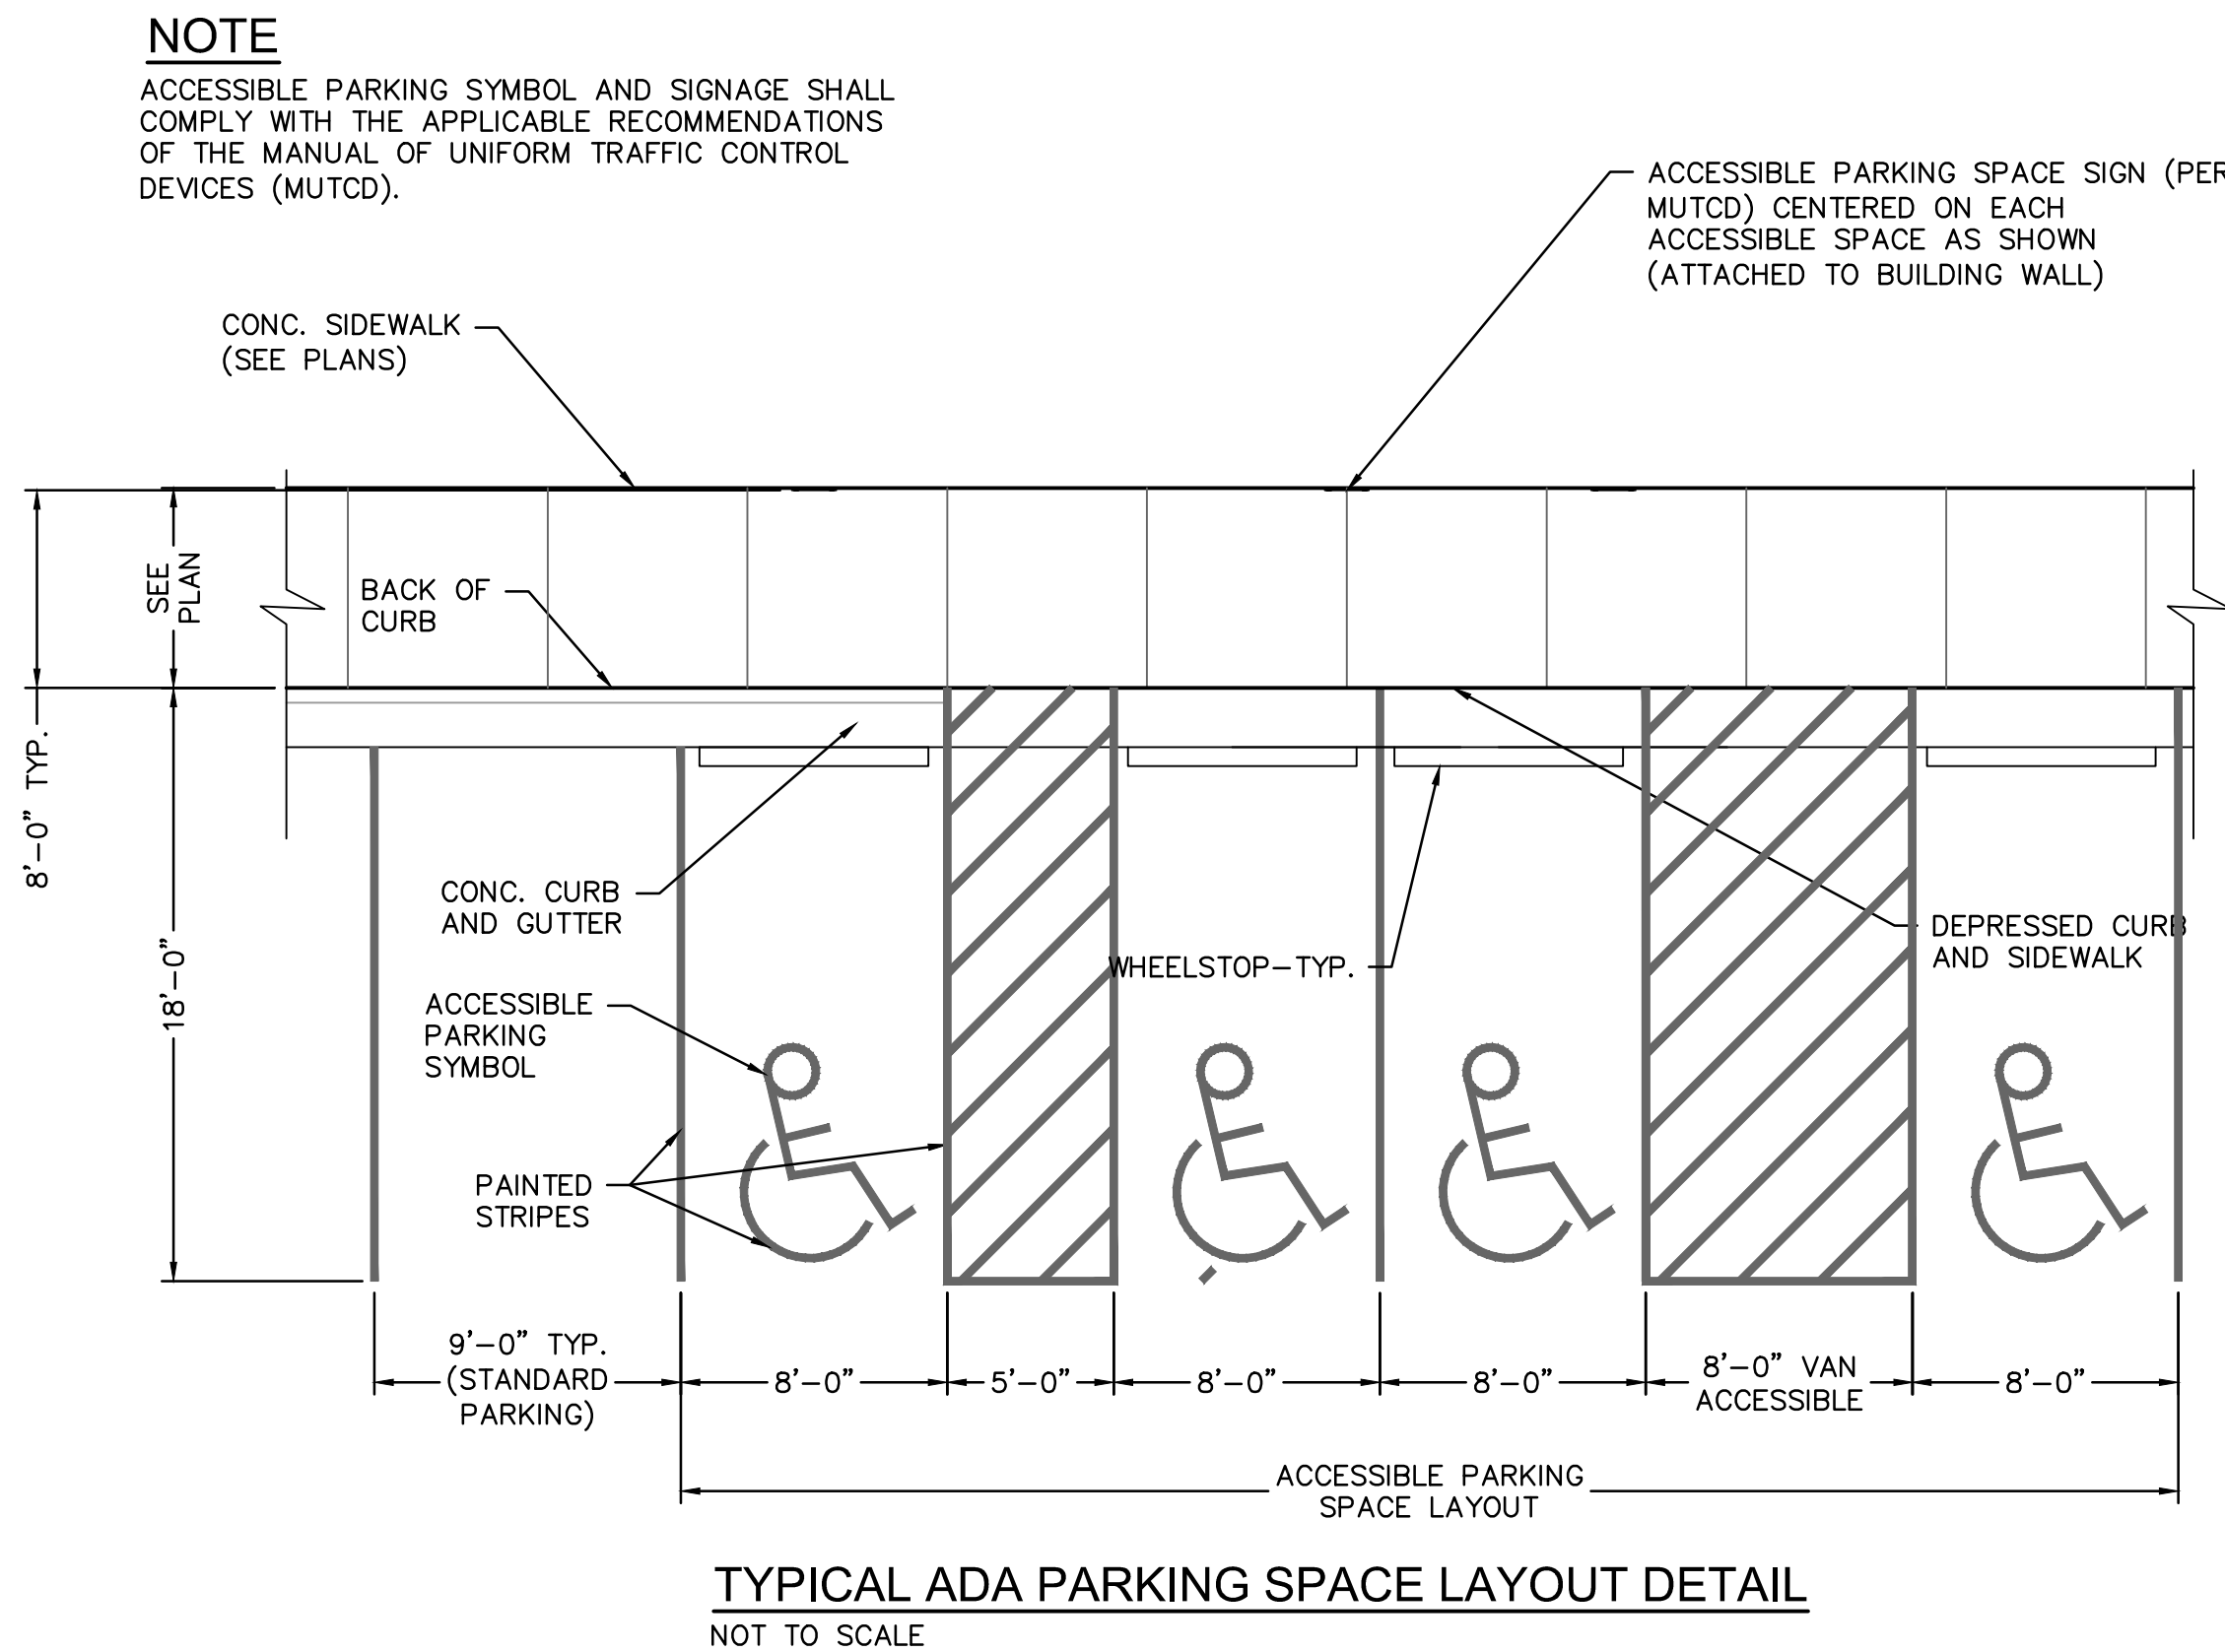 NOTE
ACCESSIBLE PARKING SYMBOL AND SIGNAGE SHALL
COMPLY WITH THE APPLICABLE RECOMMENDATIONS
OF THE MANUAL OF UNIFORM TRAFFIC CONTROL
DEVICES (MUTCD).
ACCESSIBLE PARKING SPACE SIGN (PER
MUTCD) CENTERED ON EACH
ACCESSIBLE SPACE AS SHOWN
(ATTACHED TO BUILDING WALL)
CONC. SIDEWALK
(SEE PLANS)
SEE
PLAN
BACK OF
CURB
8'-0" TYP.
18'-0"
CONC. CURB
AND GUTTER
WHEELSTOP-TYP.
DEPRESSED CURB
AND SIDEWALK
ACCESSIBLE
PARKING
SYMBOL
PAINTED
STRIPES
9'-0" TYP.
(STANDARD
PARKING)
8'-0"
5'-0"
8'-0"
8'-0"
8'-0" VAN
ACCESSIBLE
8'-0"
ACCESSIBLE PARKING
SPACE LAYOUT
TYPICAL ADA PARKING SPACE LAYOUT DETAIL
NOT TO SCALE